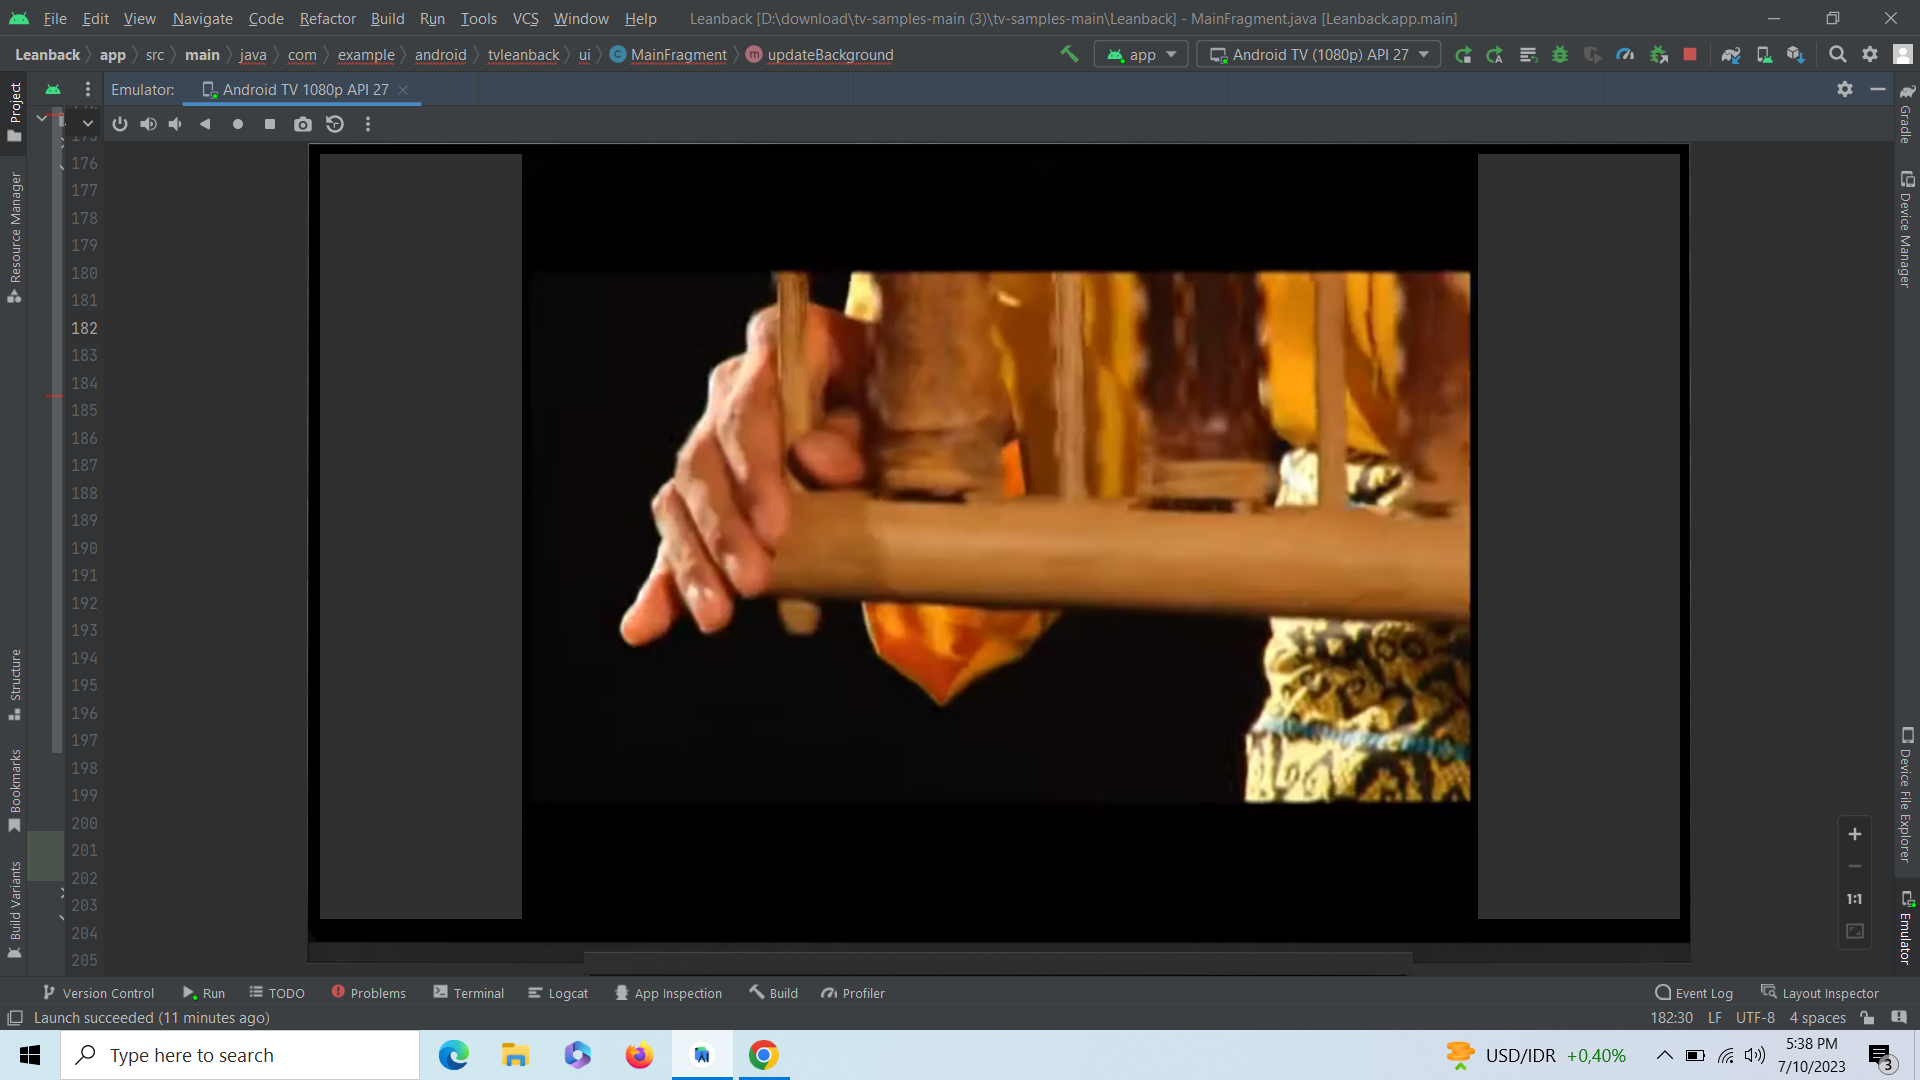 File Edit View Navigate Code Refactor Build Run Tools VCS Window Help Leanback [D:\download\tv-samples-main (3)\tv-samples-main\Leanback] - MainFragment.java [Leanback.app.main]
Leanback app src main java com example android tvleanback ui MainFragment updateBackground app Android TV (1080p) API 27
Emulator: Android TV 1080p API 27
Project
Resource Manager
Structure
Bookmarks
Build Variants
176
177
178
179
180
181
182
183
184
185
186
187
188
189
190
191
192
193
194
195
196
197
198
199
200
201
202
203
204
205
Gradle
Device Manager
Device File Explorer
Emulator
1:1
Version Control Run TODO Problems Terminal Logcat App Inspection Build Profiler Event Log Layout Inspector
Launch succeeded (11 minutes ago) 182:30 LF UTF-8 4 spaces
Type here to search USD/IDR +0,40% 5:38 PM
7/10/2023 3